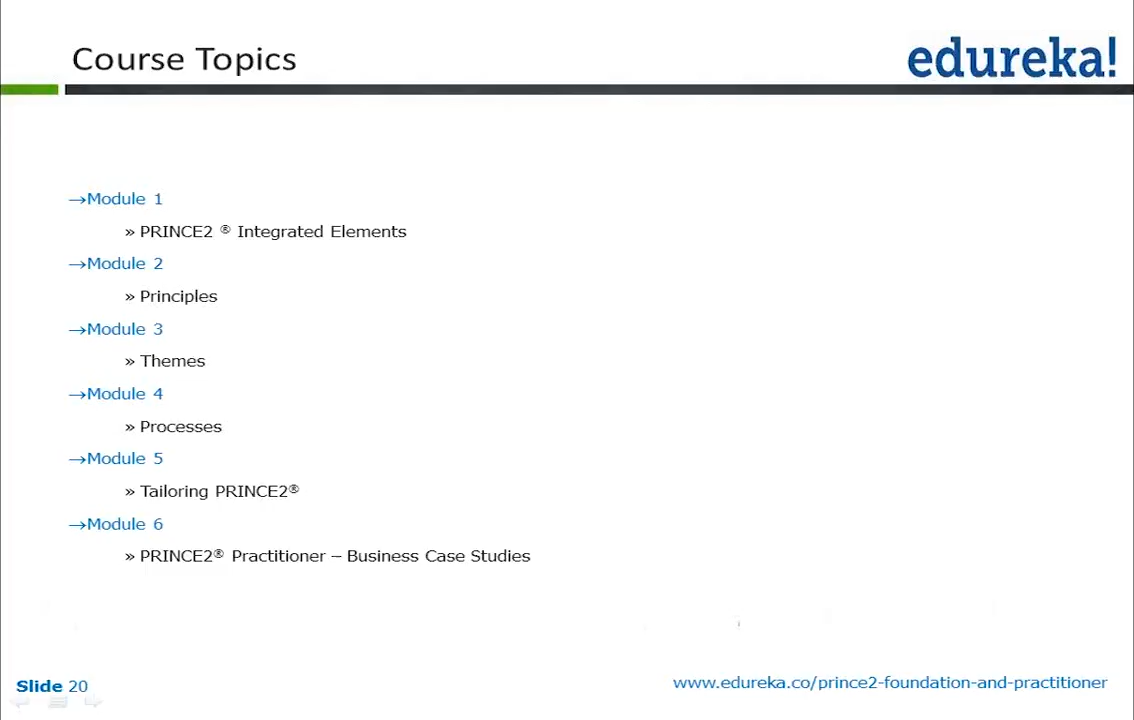 Course Topics
edureka!
→Module 1
» PRINCE2 ® Integrated Elements
→Module 2
» Principles
→Module 3
» Themes
→Module 4
» Processes
→Module 5
» Tailoring PRINCE2®
→Module 6
» PRINCE2® Practitioner – Business Case Studies
Slide 20
www.edureka.co/prince2-foundation-and-practitioner